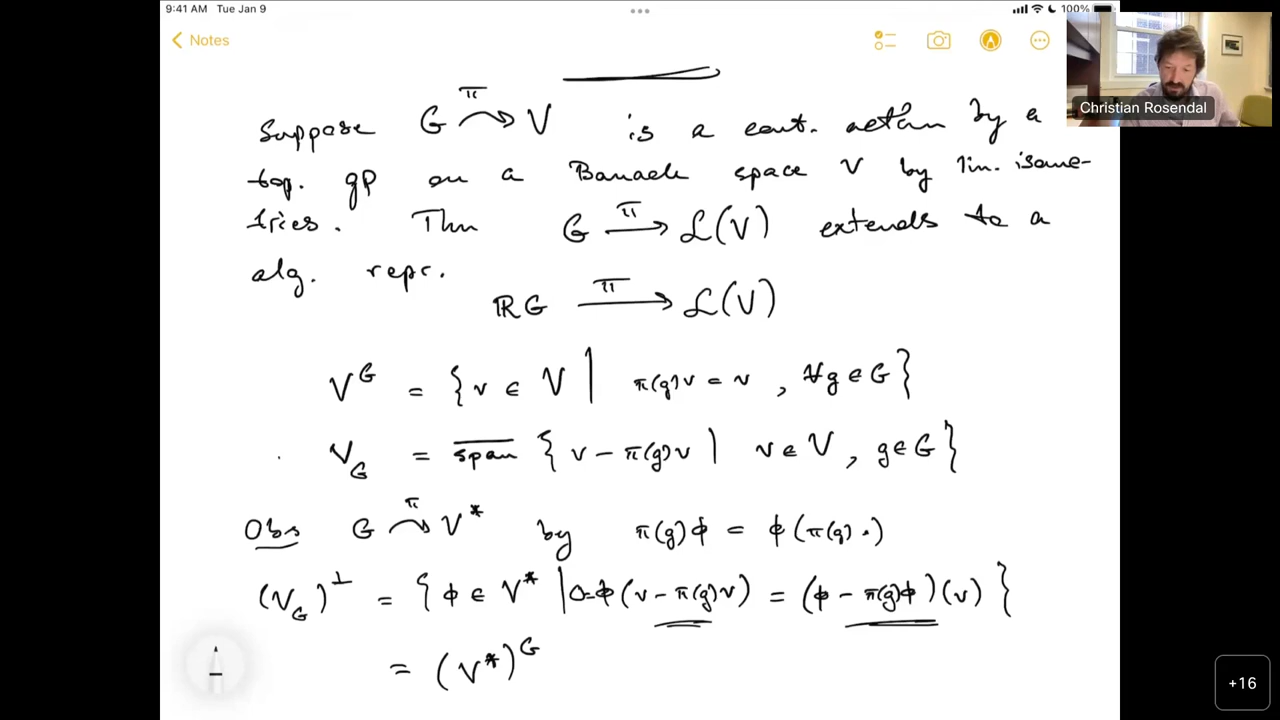 9:41 AM Tue Jan 9
100%
Notes
Christian Rosendal
Suppose G ↷^π V is a cont. action by a
top. gp on a Banach space V by lin. isome-
tries. Then G →^π ℒ(V) extends to a
alg. repr.
ℝG →^π ℒ(V)
V^G = { v ∈ V | π(g)v = v , ∀g ∈ G }
V_G = \overline{span} { v − π(g)v | v ∈ V , g ∈ G }
Obs G ↷^π V* by π(g)ϕ = ϕ(π(g) ·)
(V_G)^⊥ = { ϕ ∈ V* | 0=ϕ(v − π(g)v) = (ϕ − π(g)ϕ)(v) }
= (V*)^G
+16